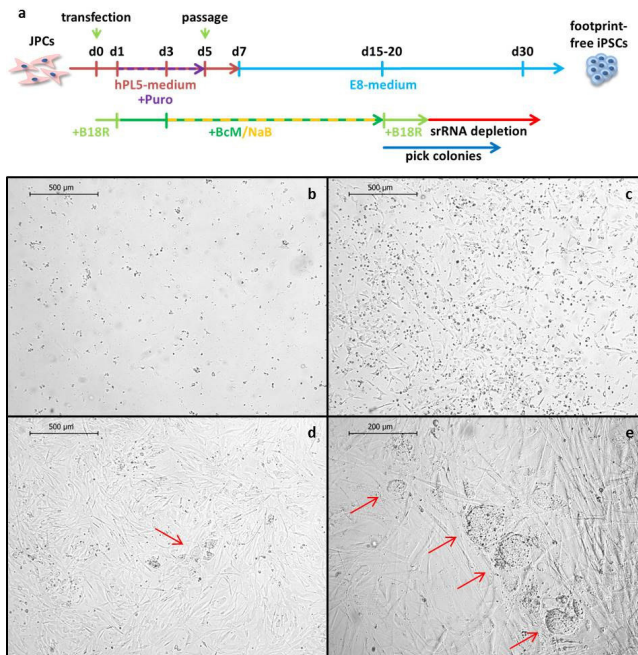 a
transfection
passage
JPCs
d0 d1 d3 d5 d7 d15-20 d30
footprint-
free iPSCs
hPL5-medium
E8-medium
+Puro
+B18R
+BcM/NaB
+B18R
srRNA depletion
pick colonies
500 µm
b
500 µm
c
500 µm
d
200 µm
e